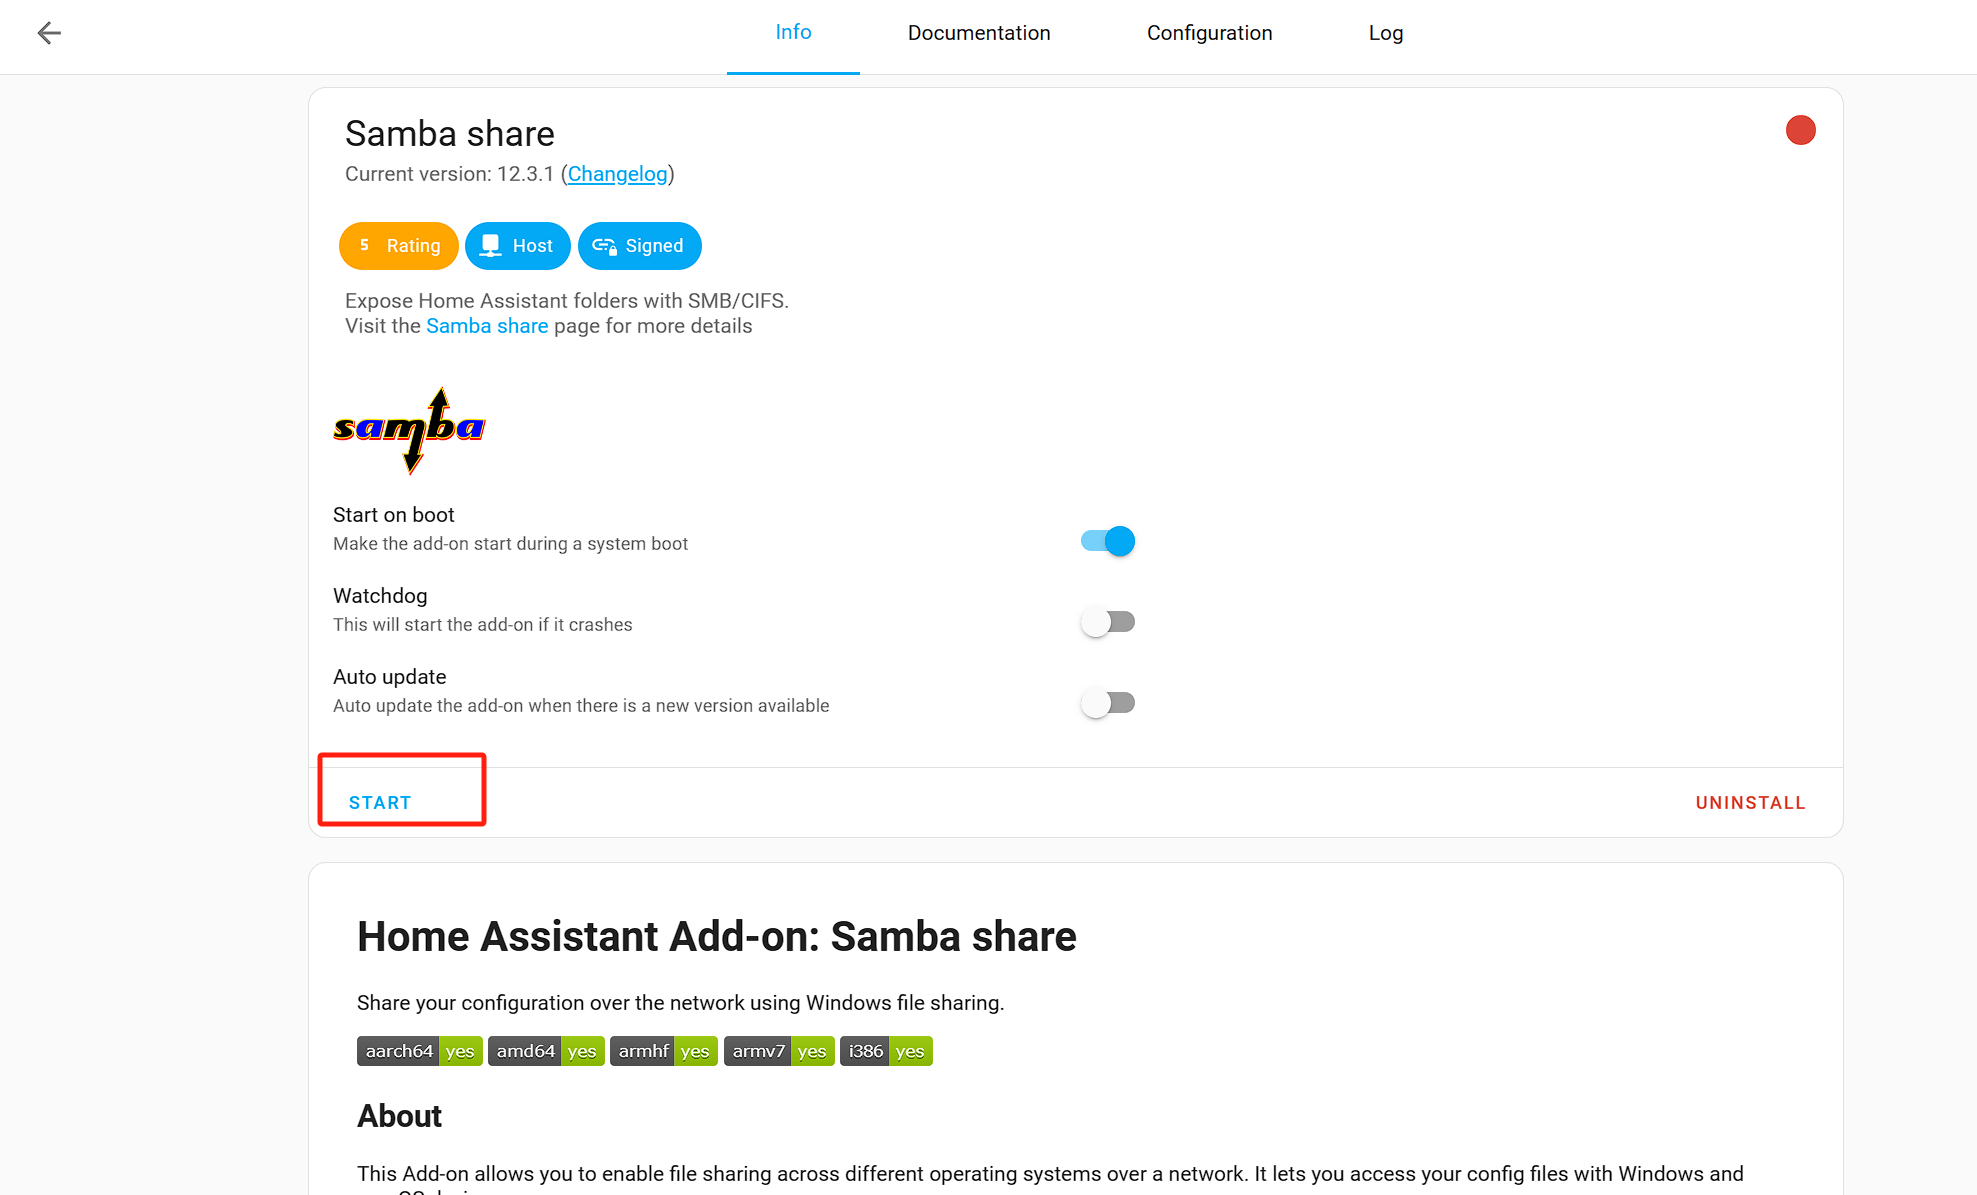 Info Documentation Configuration Log
Samba share
Current version: 12.3.1 (Changelog)
5 Rating Host Signed
Expose Home Assistant folders with SMB/CIFS.
Visit the Samba share page for more details
samba
Start on boot
Make the add-on start during a system boot
Watchdog
This will start the add-on if it crashes
Auto update
Auto update the add-on when there is a new version available
START UNINSTALL
Home Assistant Add-on: Samba share
Share your configuration over the network using Windows file sharing.
aarch64 yes amd64 yes armhf yes armv7 yes i386 yes
About
This Add-on allows you to enable file sharing across different operating systems over a network. It lets you access your config files with Windows and